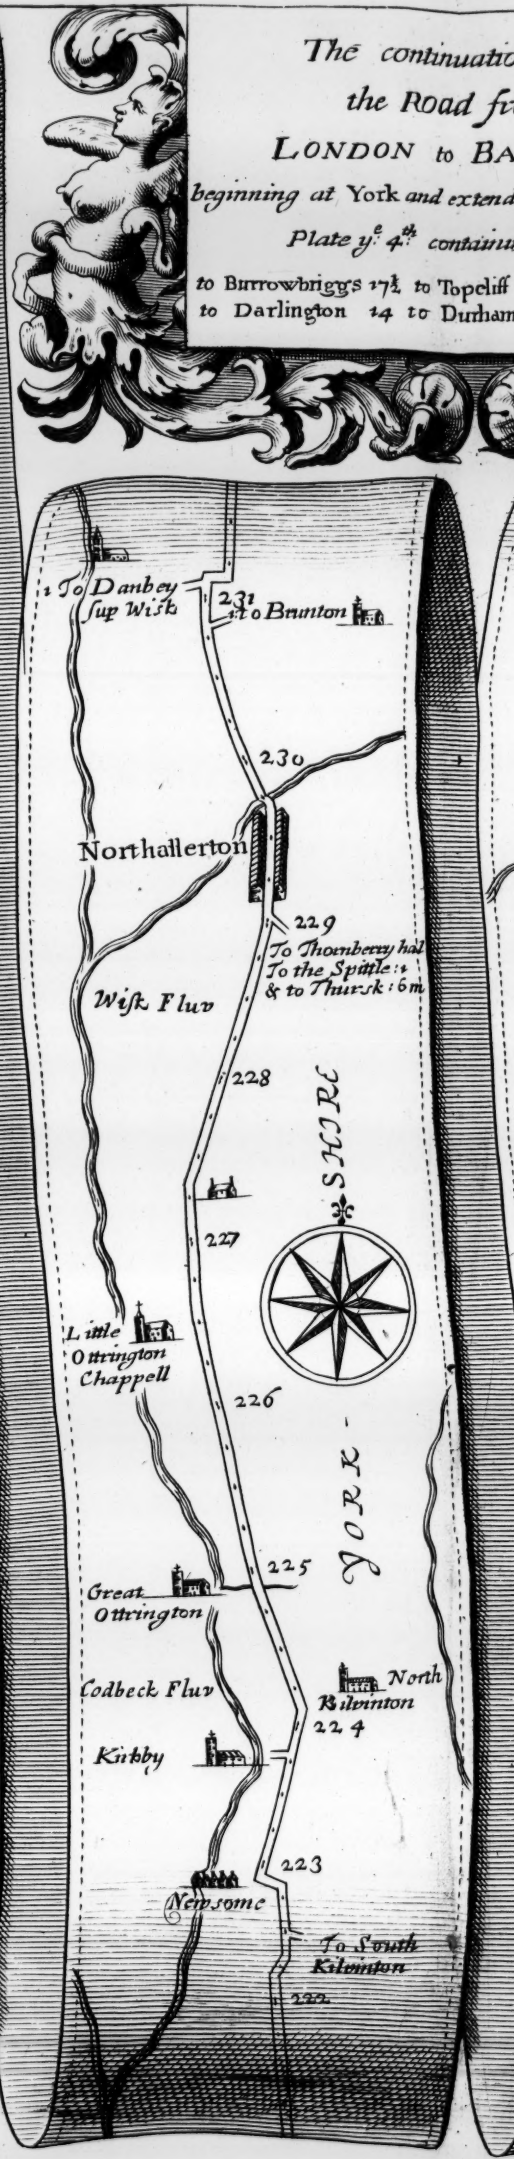 The continuatio
the Road fr
LONDON to BA
beginning at York and extend
Plate yᵉ 4ᵗʰ containin
to Burrowbriggs 17½ to Topcliff
to Darlington 14 to Durham
1 To Danbey
sup Wisk
231
1 to Brunton
230
Northallerton
229
To Thornberry hal
To the Spittle: 1
& to Thursk: 6m
Wisk Fluv
228
YORK-SHIRE
227
Little
Ottrington
Chappell
226
225
Great
Ottrington
Codbeck Fluv
North
Kilvinton
224
Kirkby
223
Newsome
To South
Kilvinton
222